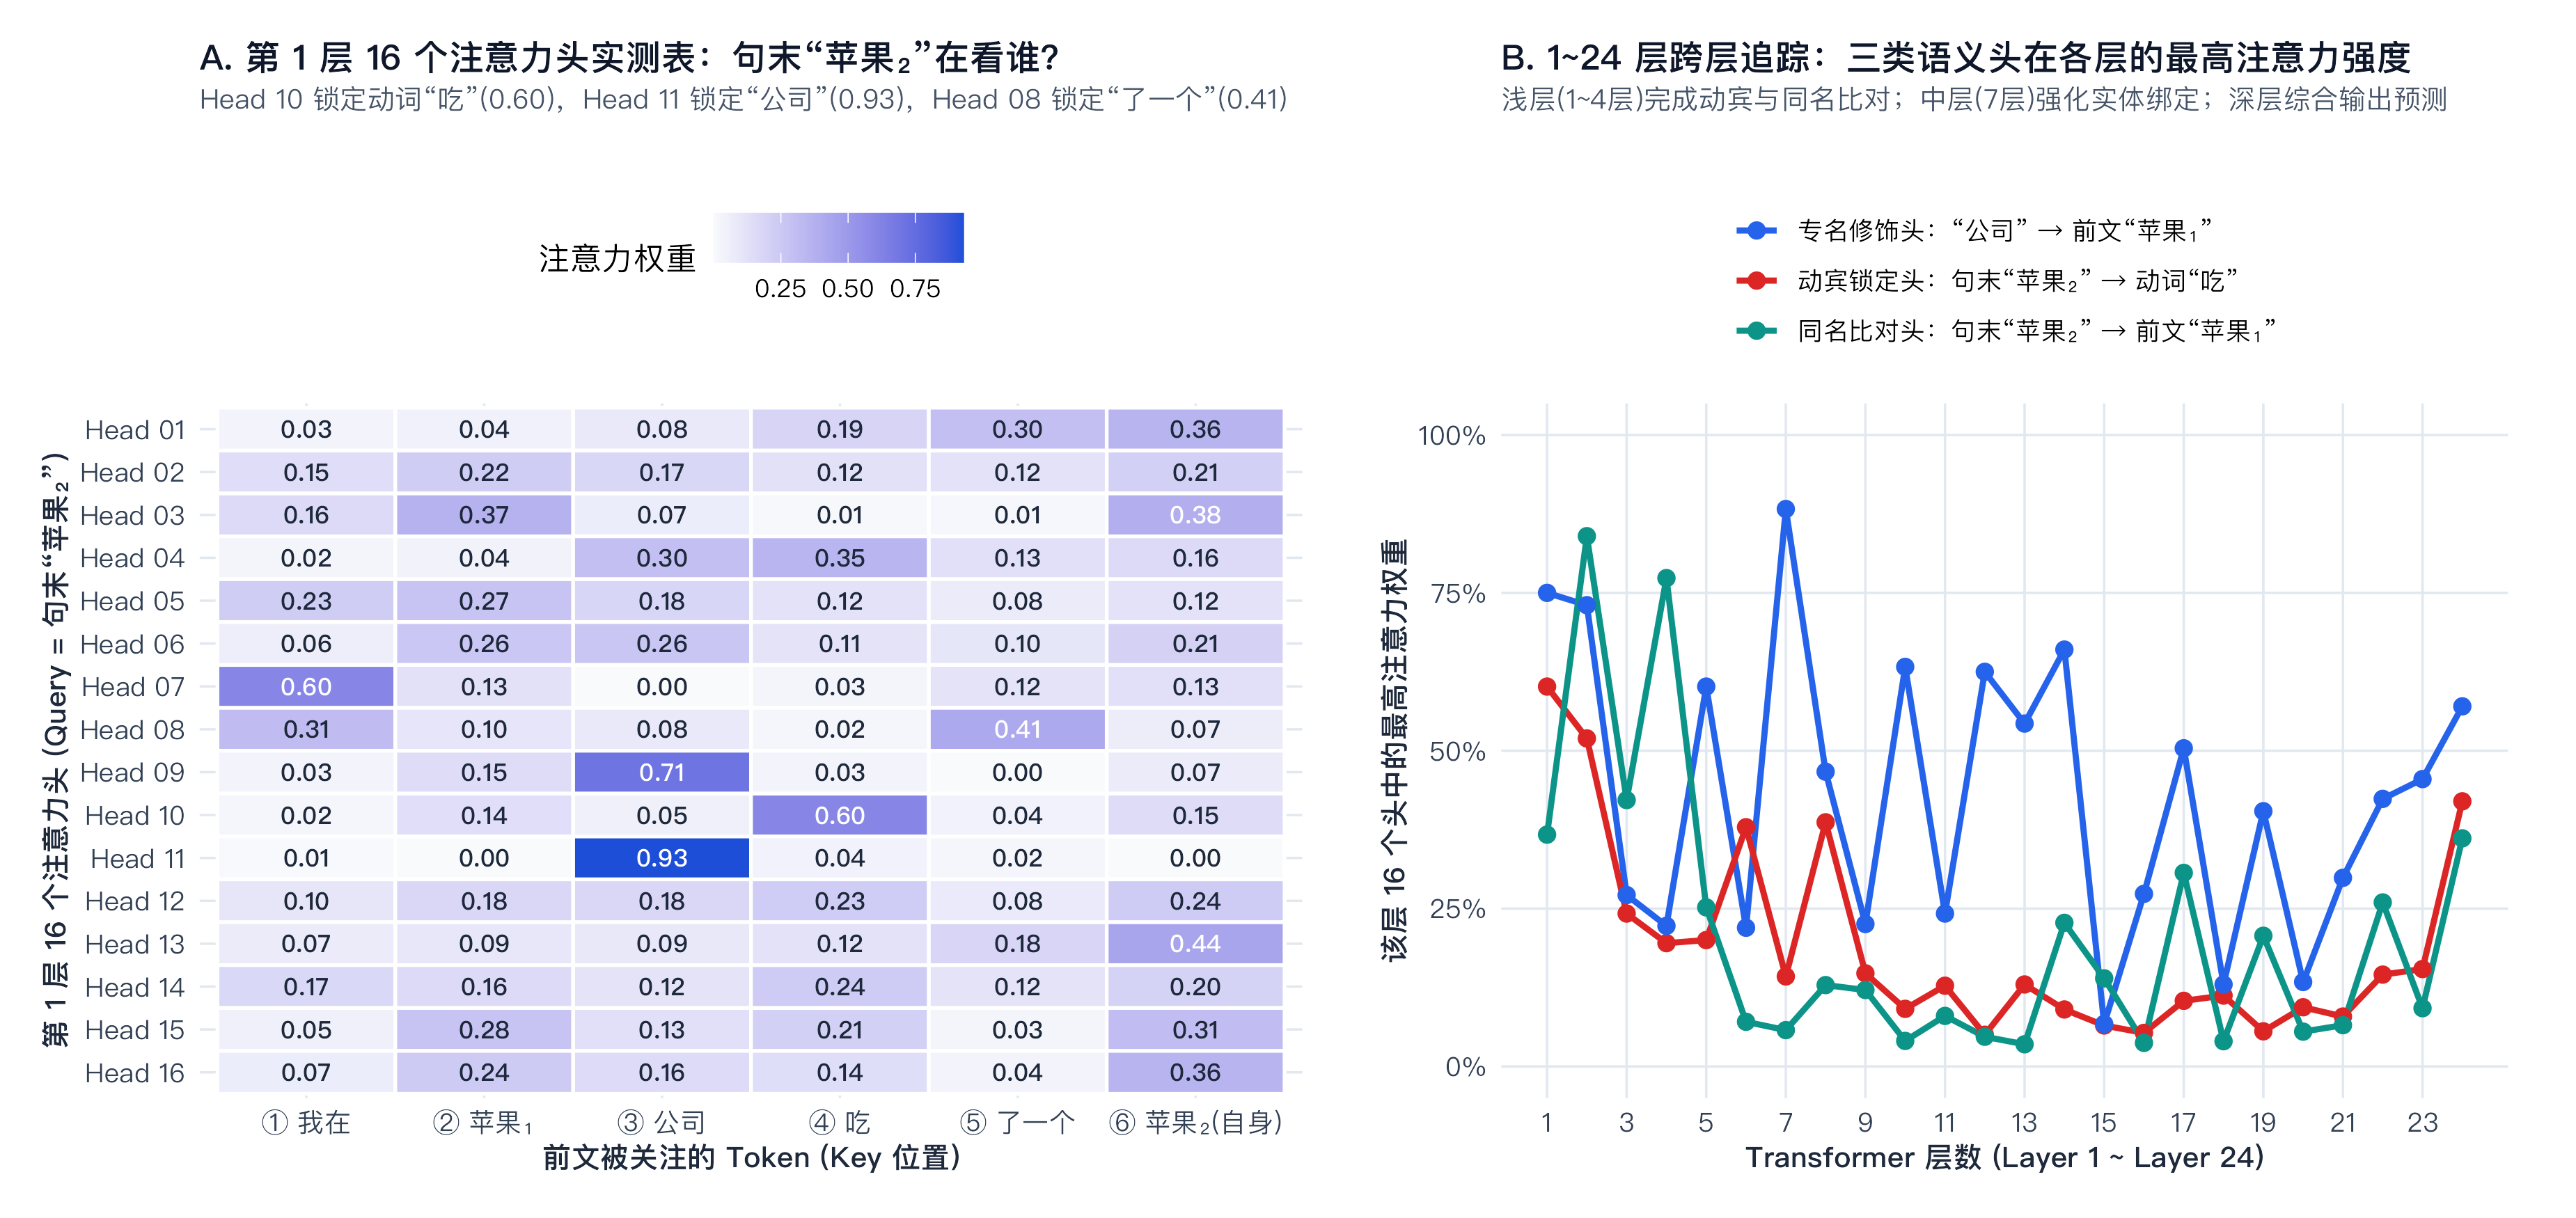 A. 第 1 层 16 个注意力头实测表：句末“苹果₂”在看谁？
Head 10 锁定动词“吃”(0.60)，Head 11 锁定“公司”(0.93)，Head 08 锁定“了一个”(0.41)
注意力权重
0.25 0.50 0.75
第 1 层 16 个注意力头 (Query = 句末“苹果₂”)
Head 01 0.03 0.04 0.08 0.19 0.30 0.36
Head 02 0.15 0.22 0.17 0.12 0.12 0.21
Head 03 0.16 0.37 0.07 0.01 0.01 0.38
Head 04 0.02 0.04 0.30 0.35 0.13 0.16
Head 05 0.23 0.27 0.18 0.12 0.08 0.12
Head 06 0.06 0.26 0.26 0.11 0.10 0.21
Head 07 0.60 0.13 0.00 0.03 0.12 0.13
Head 08 0.31 0.10 0.08 0.02 0.41 0.07
Head 09 0.03 0.15 0.71 0.03 0.00 0.07
Head 10 0.02 0.14 0.05 0.60 0.04 0.15
Head 11 0.01 0.00 0.93 0.04 0.02 0.00
Head 12 0.10 0.18 0.18 0.23 0.08 0.24
Head 13 0.07 0.09 0.09 0.12 0.18 0.44
Head 14 0.17 0.16 0.12 0.24 0.12 0.20
Head 15 0.05 0.28 0.13 0.21 0.03 0.31
Head 16 0.07 0.24 0.16 0.14 0.04 0.36
① 我在 ② 苹果₁ ③ 公司 ④ 吃 ⑤ 了一个 ⑥ 苹果₂(自身)
前文被关注的 Token (Key 位置)
B. 1~24 层跨层追踪：三类语义头在各层的最高注意力强度
浅层(1~4层)完成动宾与同名比对；中层(7层)强化实体绑定；深层综合输出预测
专名修饰头：“公司” → 前文“苹果₁”
动宾锁定头：句末“苹果₂” → 动词“吃”
同名比对头：句末“苹果₂” → 前文“苹果₁”
该层 16 个头中的最高注意力权重
100%
75%
50%
25%
0%
1 3 5 7 9 11 13 15 17 19 21 23
Transformer 层数 (Layer 1 ~ Layer 24)